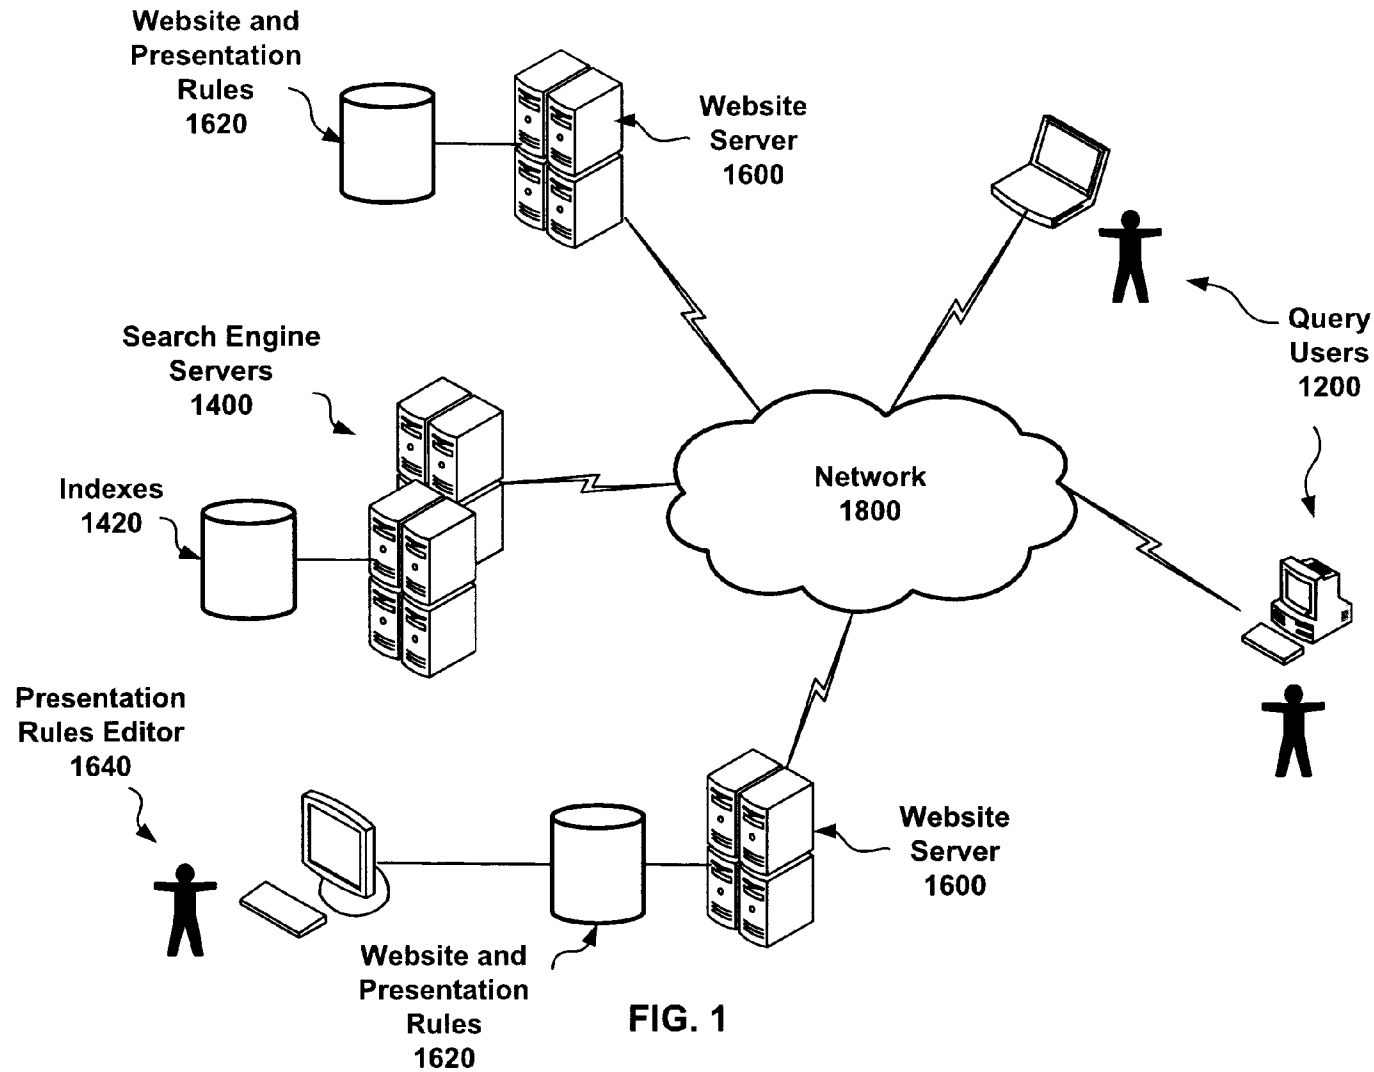 Website and
Presentation
Rules
1620
Website
Server
1600
Query
Users
1200
Search Engine
Servers
1400
Network
1800
Indexes
1420
Presentation
Rules Editor
1640
Website
Server
1600
Website and
Presentation
Rules
1620
FIG. 1